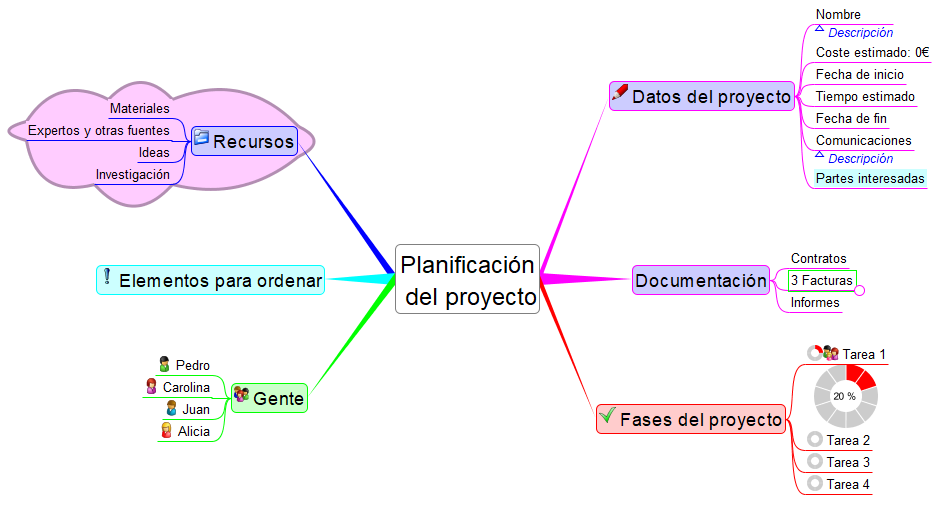 Planificación
del proyecto
Recursos
Materiales
Expertos y otras fuentes
Ideas
Investigación
Elementos para ordenar
Gente
Pedro
Carolina
Juan
Alicia
Datos del proyecto
Nombre
Descripción
Coste estimado: 0€
Fecha de inicio
Tiempo estimado
Fecha de fin
Comunicaciones
Descripción
Partes interesadas
Documentación
Contratos
3 Facturas
Informes
Fases del proyecto
Tarea 1
20 %
Tarea 2
Tarea 3
Tarea 4